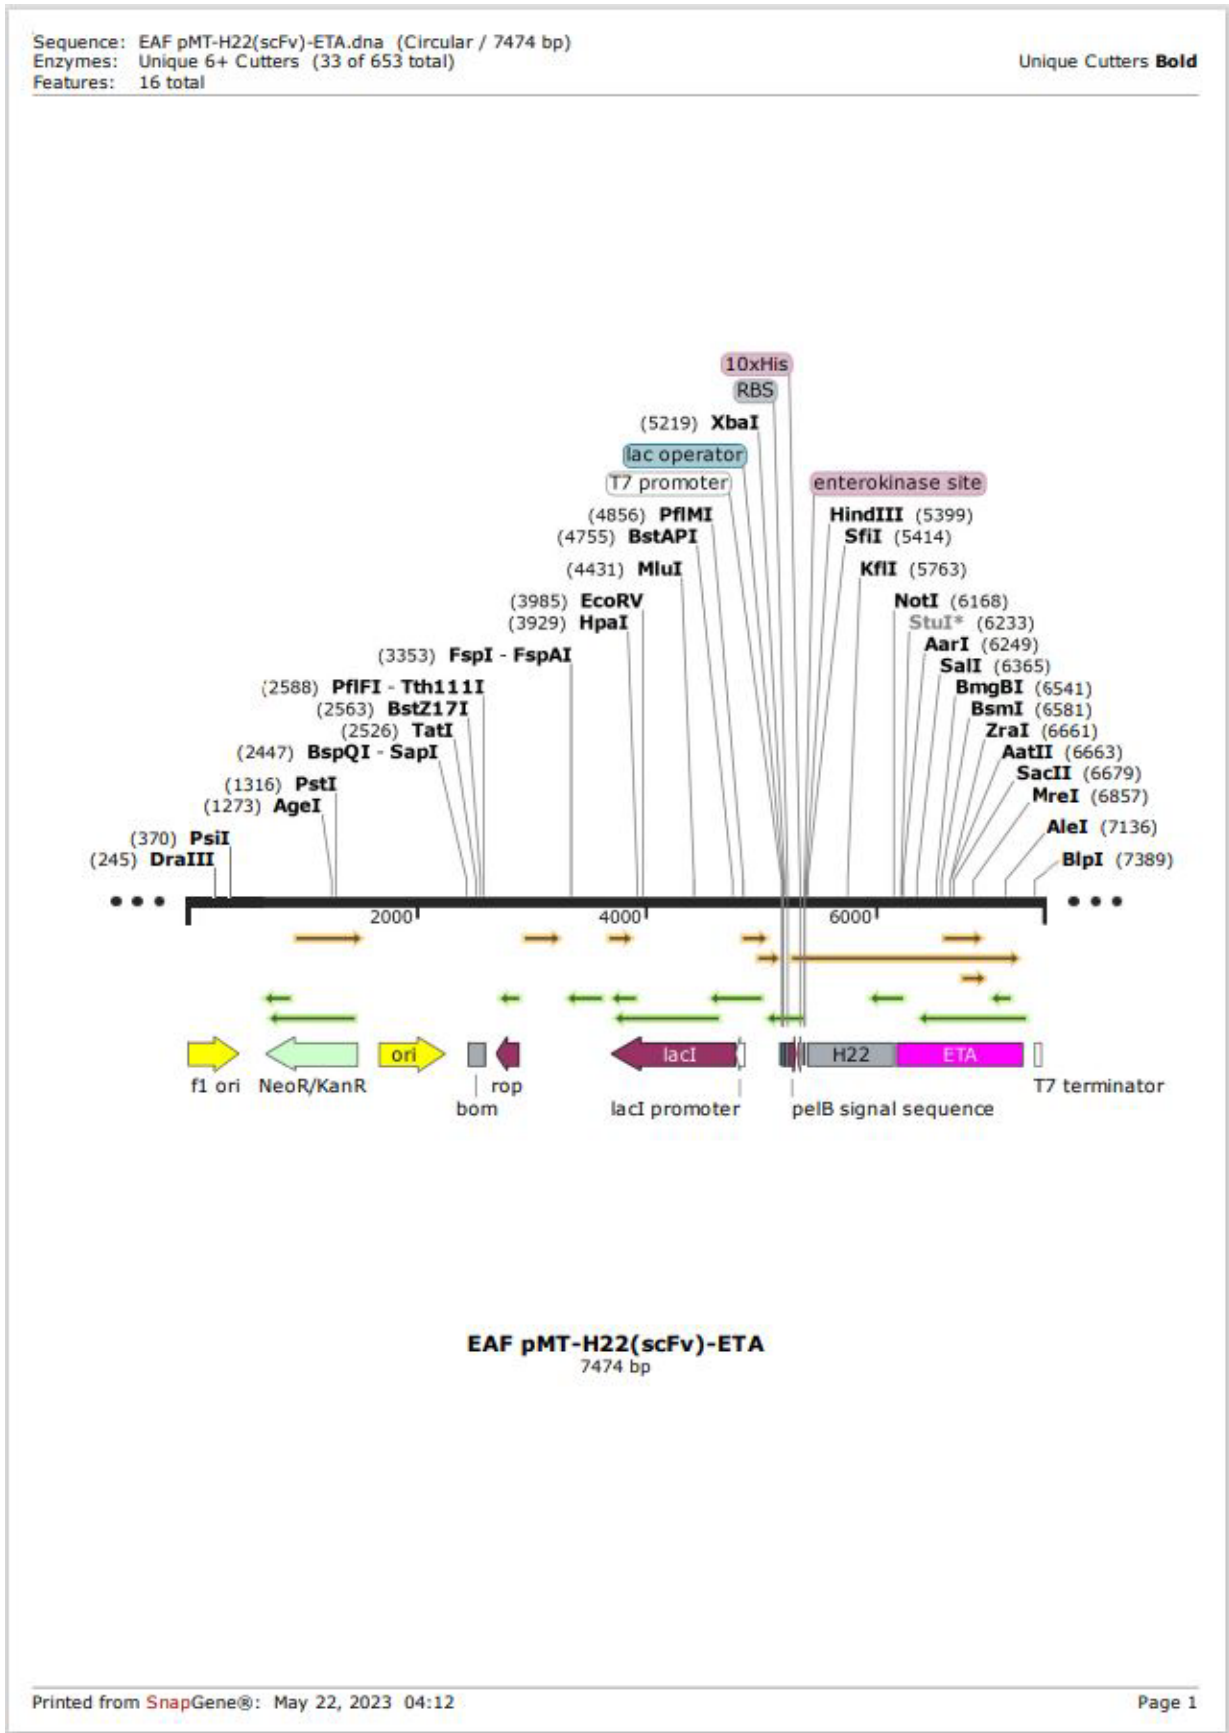 Sequence: EAF pMT-H22(scFv)-ETA.dna (Circular / 7474 bp)
Enzymes: Unique 6+ Cutters (33 of 653 total)
Unique Cutters Bold
Features: 16 total
10xHis
RBS
(5219) XbaI
lac operator
T7 promoter
enterokinase site
(4856) PflMI
HindIII (5399)
(4755) BstAPI
SfiI (5414)
(4431) MluI
KflI (5763)
(3985) EcoRV
NotI (6168)
(3929) HpaI
StuI* (6233)
AarI (6249)
(3353) FspI - FspAI
SalI (6365)
(2588) PflFI - Tth111I
BmgBI (6541)
(2563) BstZ17I
BsmI (6581)
(2526) TatI
ZraI (6661)
(2447) BspQI - SapI
AatII (6663)
SacII (6679)
(1316) PstI
MreI (6857)
(1273) AgeI
AleI (7136)
(370) PsiI
(245) DraIII
BlpI (7389)
2000 4000 6000
ori
lacI
H22
ETA
f1 ori
NeoR/KanR
rop
T7 terminator
bom
lacI promoter
pelB signal sequence
EAF pMT-H22(scFv)-ETA
7474 bp
Printed from SnapGene®: May 22, 2023 04:12
Page 1